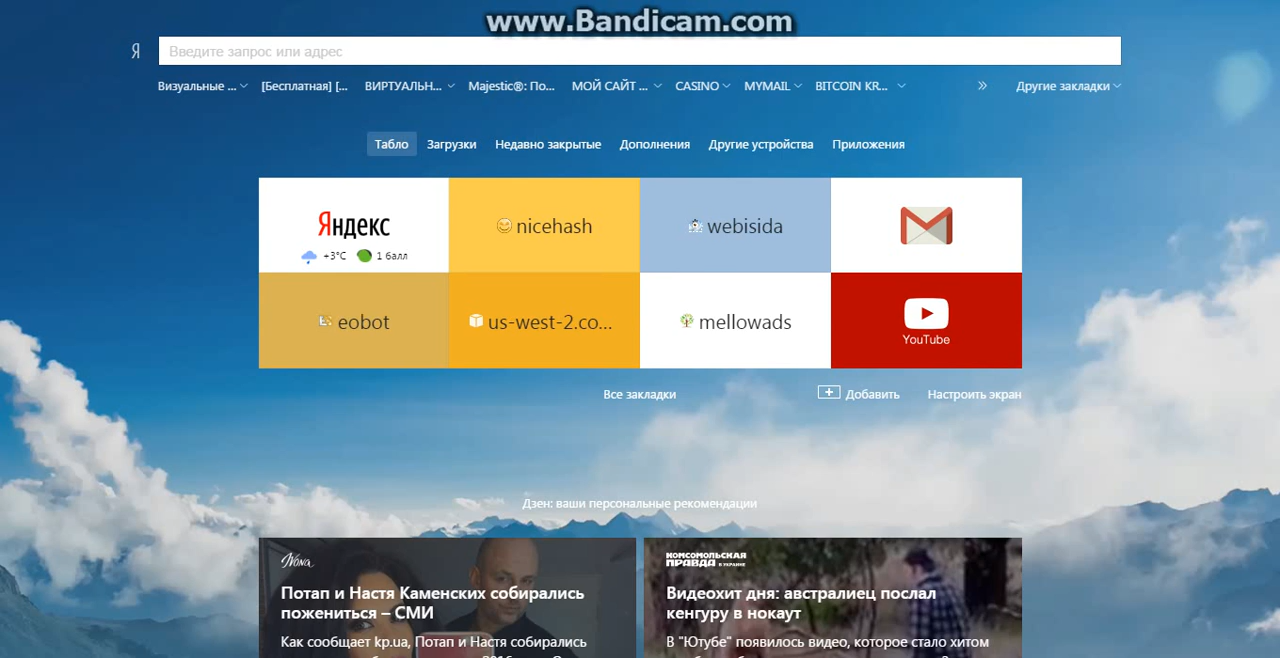 www.Bandicam.com
Я Введите запрос или адрес
Визуальные ... [Бесплатная] [... ВИРТУАЛЬН... Majestic®: По... МОЙ САЙТ ... CASINO MYMAIL BITCOIN KR... » Другие закладки
Табло Загрузки Недавно закрытые Дополнения Другие устройства Приложения
Яндекс
+3°C 1 балл
nicehash
webisida
eobot
us-west-2.co...
mellowads
YouTube
Все закладки Добавить Настроить экран
Дзен: ваши персональные рекомендации
Nona
Потап и Настя Каменских собирались
пожениться – СМИ
Как сообщает kp.ua, Потап и Настя собирались
КОМСОМОЛЬСКАЯ
ПРАВДА В УКРАИНЕ
Видеохит дня: австралиец послал
кенгуру в нокаут
В "Ютубе" появилось видео, которое стало хитом